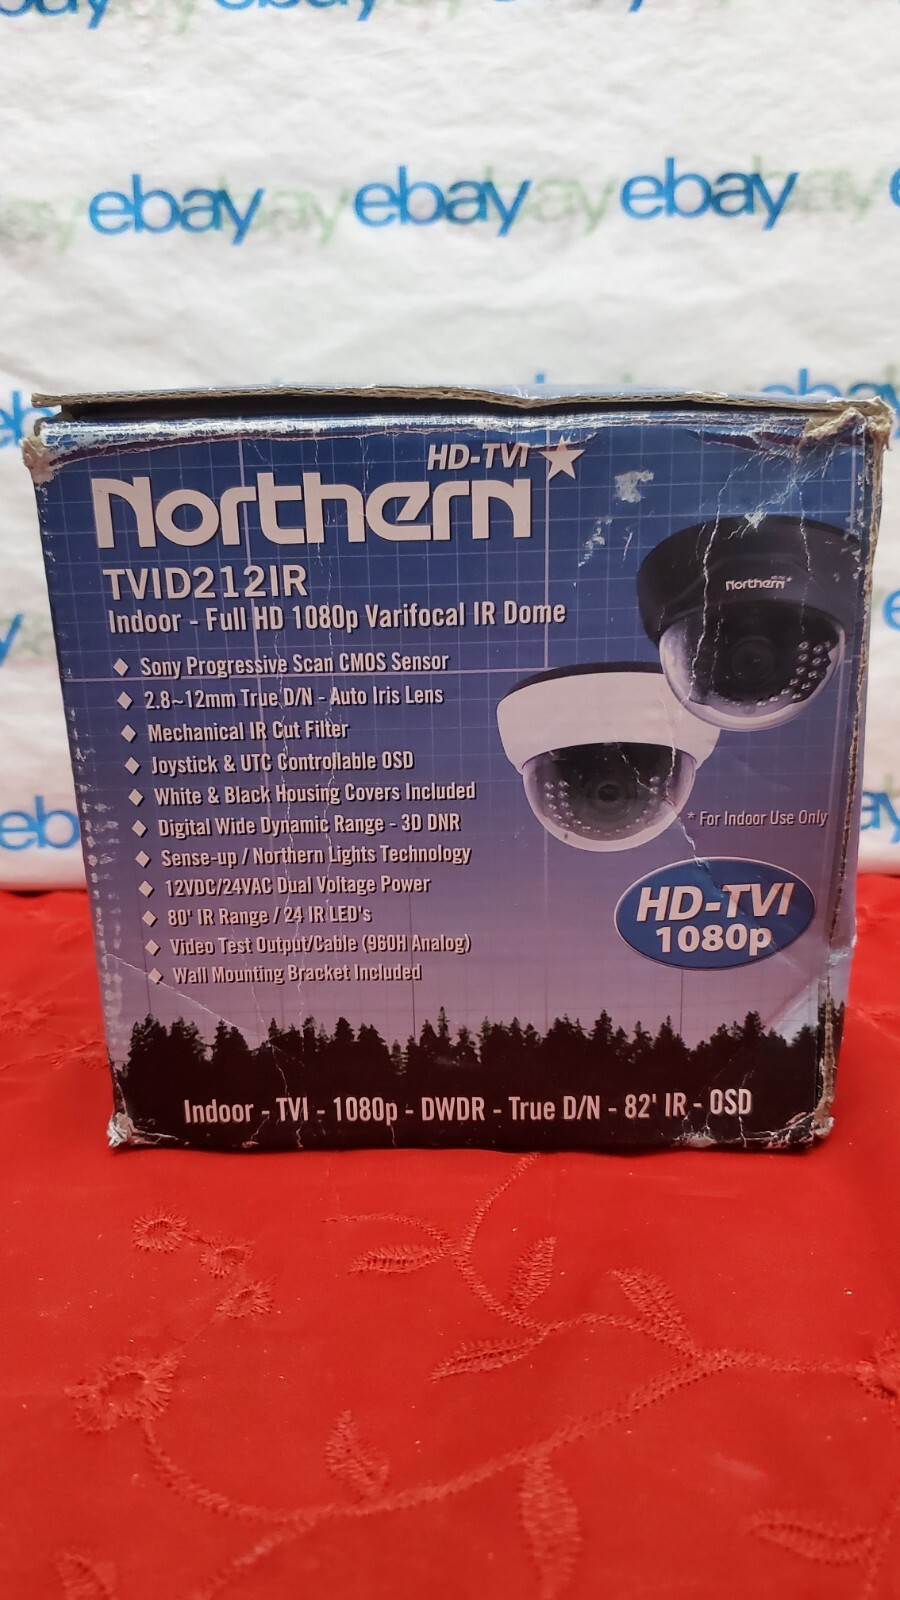 ebay ebay ebay
ebay
HD-TVI
Northern
TVID212IR
Indoor - Full HD 1080p Varifocal IR Dome
Northern
Sony Progressive Scan CMOS Sensor
2.8~12mm True D/N - Auto Iris Lens
Mechanical IR Cut Filter
Joystick & UTC Controllable OSD
White & Black Housing Covers Included
Digital Wide Dynamic Range - 3D DNR
Sense-up / Northern Lights Technology
12VDC/24VAC Dual Voltage Power
80' IR Range / 24 IR LED's
Video Test Output/Cable (960H Analog)
Wall Mounting Bracket Included
* For Indoor Use Only
HD-TVI
1080p
Indoor - TVI - 1080p - DWDR - True D/N - 82' IR - OSD